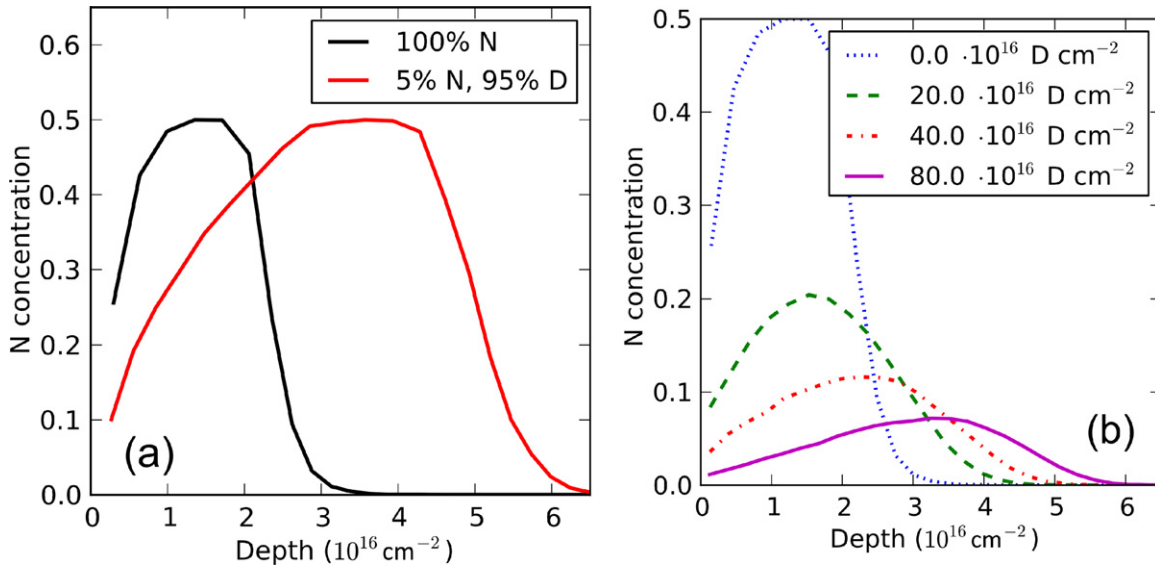 0.6
0.5
0.4
0.3
0.2
0.1
0.0
N concentration
100% N
5% N, 95% D
(a)
0 1 2 3 4 5 6
Depth (10¹⁶ cm⁻²)
0.5
0.4
0.3
0.2
0.1
0.0
N concentration
0.0 ·10¹⁶ D cm⁻²
20.0 ·10¹⁶ D cm⁻²
40.0 ·10¹⁶ D cm⁻²
80.0 ·10¹⁶ D cm⁻²
(b)
0 1 2 3 4 5 6
Depth (10¹⁶ cm⁻²)